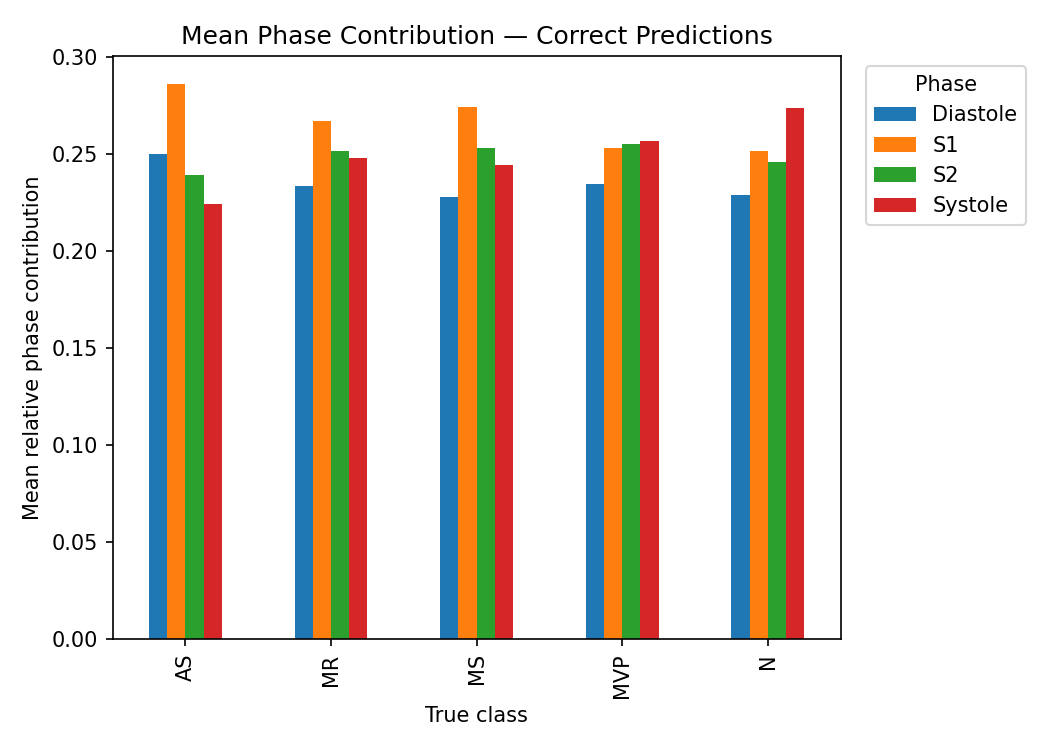 Mean Phase Contribution — Correct Predictions
Phase
Diastole
S1
S2
Systole
Mean relative phase contribution
0.30
0.25
0.20
0.15
0.10
0.05
0.00
AS
MR
MS
MVP
N
True class